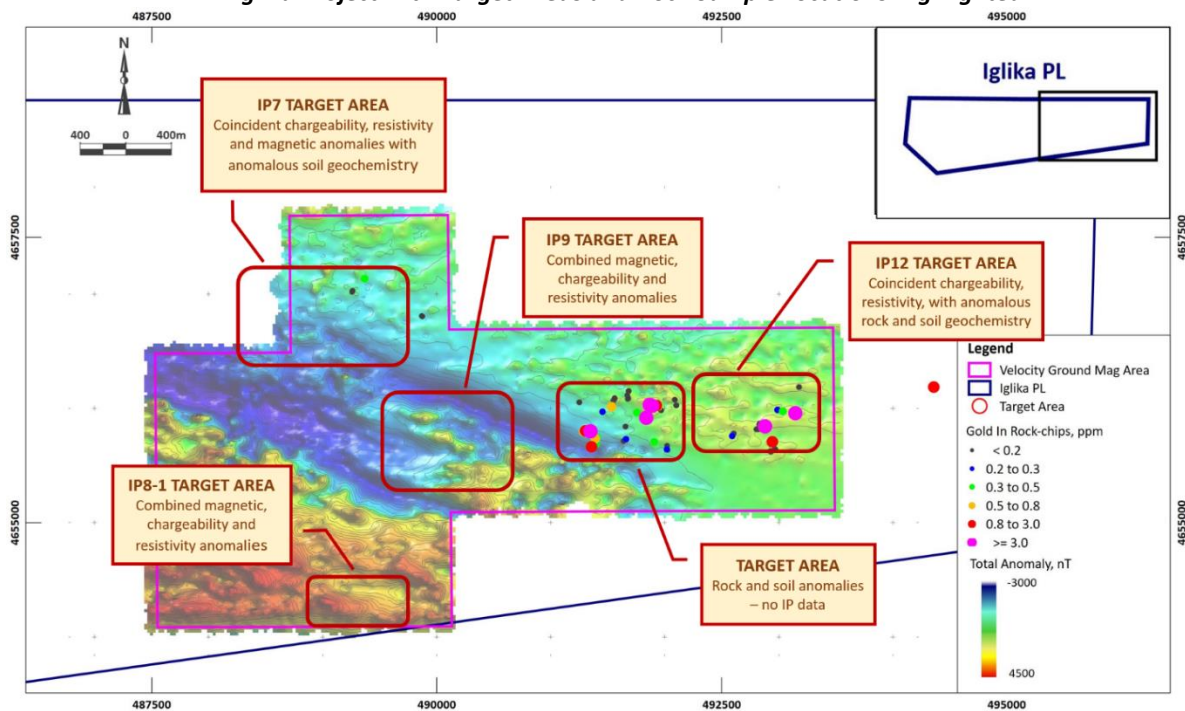 487500 490000 492500 495000
N
400 0 400m
IP7 TARGET AREA
Coincident chargeability, resistivity
and magnetic anomalies with
anomalous soil geochemistry
Iglika PL
4657500
4657500
IP9 TARGET AREA
Combined magnetic,
chargeability and
resistivity anomalies
IP12 TARGET AREA
Coincident chargeability,
resistivity, with anomalous
rock and soil geochemistry
Legend
Velocity Ground Mag Area
Iglika PL
Target Area
Gold In Rock-chips, ppm
< 0.2
0.2 to 0.3
0.3 to 0.5
0.5 to 0.8
0.8 to 3.0
>= 3.0
Total Anomaly, nT
-3000
4500
IP8-1 TARGET AREA
Combined magnetic,
chargeability and
resistivity anomalies
4655000
4655000
TARGET AREA
Rock and soil anomalies
– no IP data
487500 490000 492500 495000